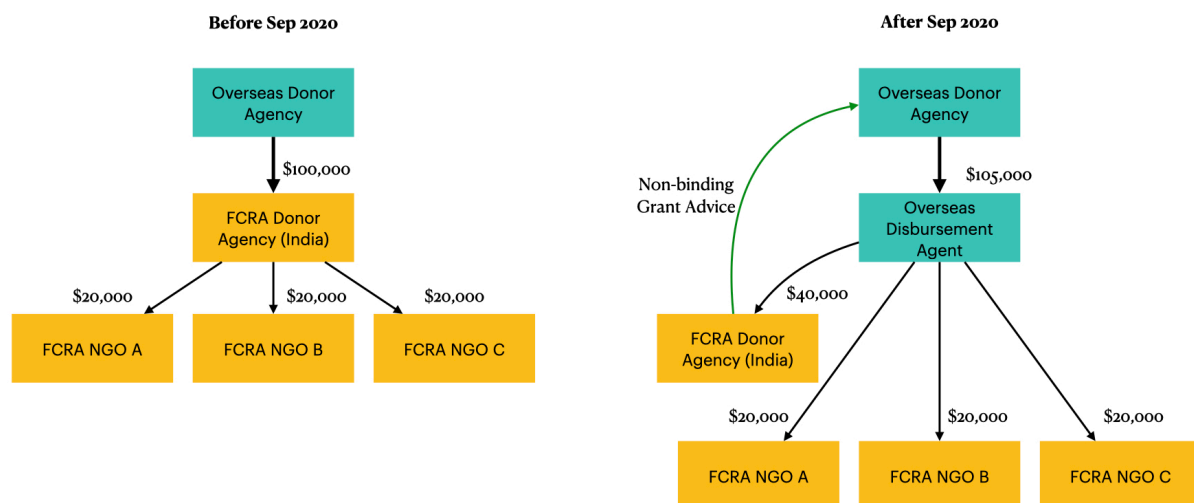 Before Sep 2020
Overseas Donor
Agency
$100,000
FCRA Donor
Agency (India)
$20,000
$20,000
$20,000
FCRA NGO A
FCRA NGO B
FCRA NGO C
After Sep 2020
Overseas Donor
Agency
$105,000
Non-binding
Grant Advice
Overseas
Disbursement
Agent
$40,000
FCRA Donor
Agency (India)
$20,000
$20,000
$20,000
FCRA NGO A
FCRA NGO B
FCRA NGO C